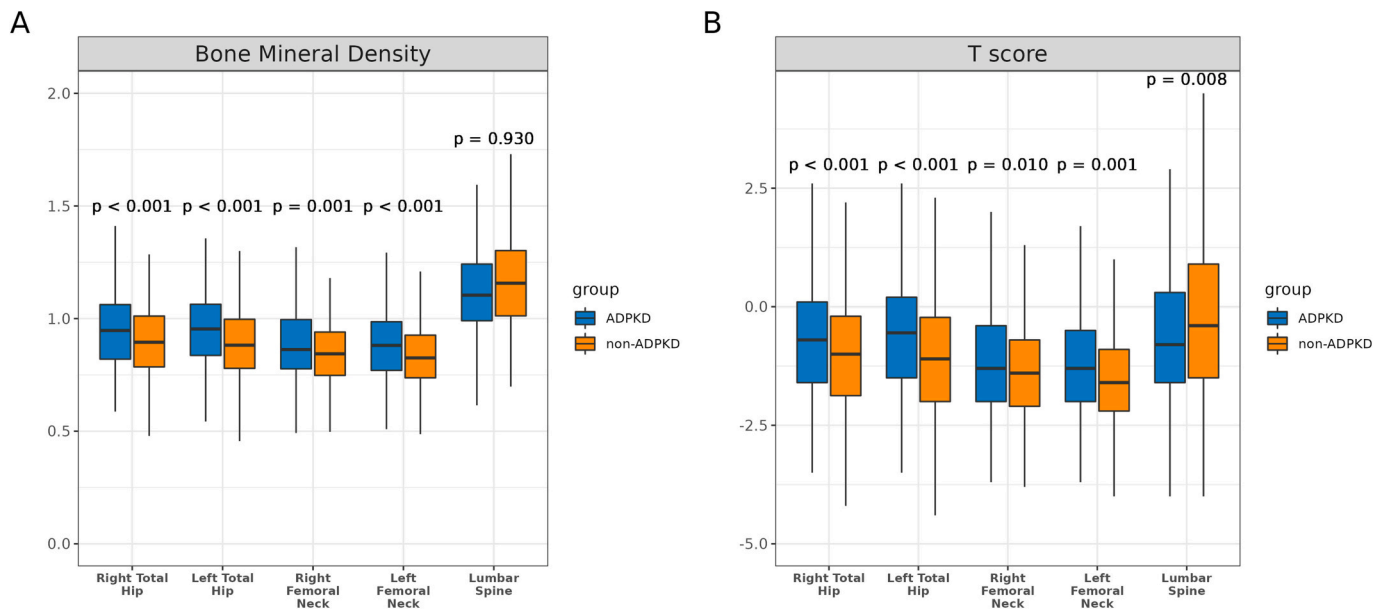 A
Bone Mineral Density
2.0
1.5
1.0
0.5
0.0
p < 0.001
p < 0.001
p = 0.001
p < 0.001
p = 0.930
Right Total
Hip
Left Total
Hip
Right
Femoral
Neck
Left
Femoral
Neck
Lumbar
Spine
group
ADPKD
non-ADPKD
B
T score
2.5
0.0
-2.5
-5.0
p < 0.001
p < 0.001
p = 0.010
p = 0.001
p = 0.008
Right Total
Hip
Left Total
Hip
Right
Femoral
Neck
Left
Femoral
Neck
Lumbar
Spine
group
ADPKD
non-ADPKD